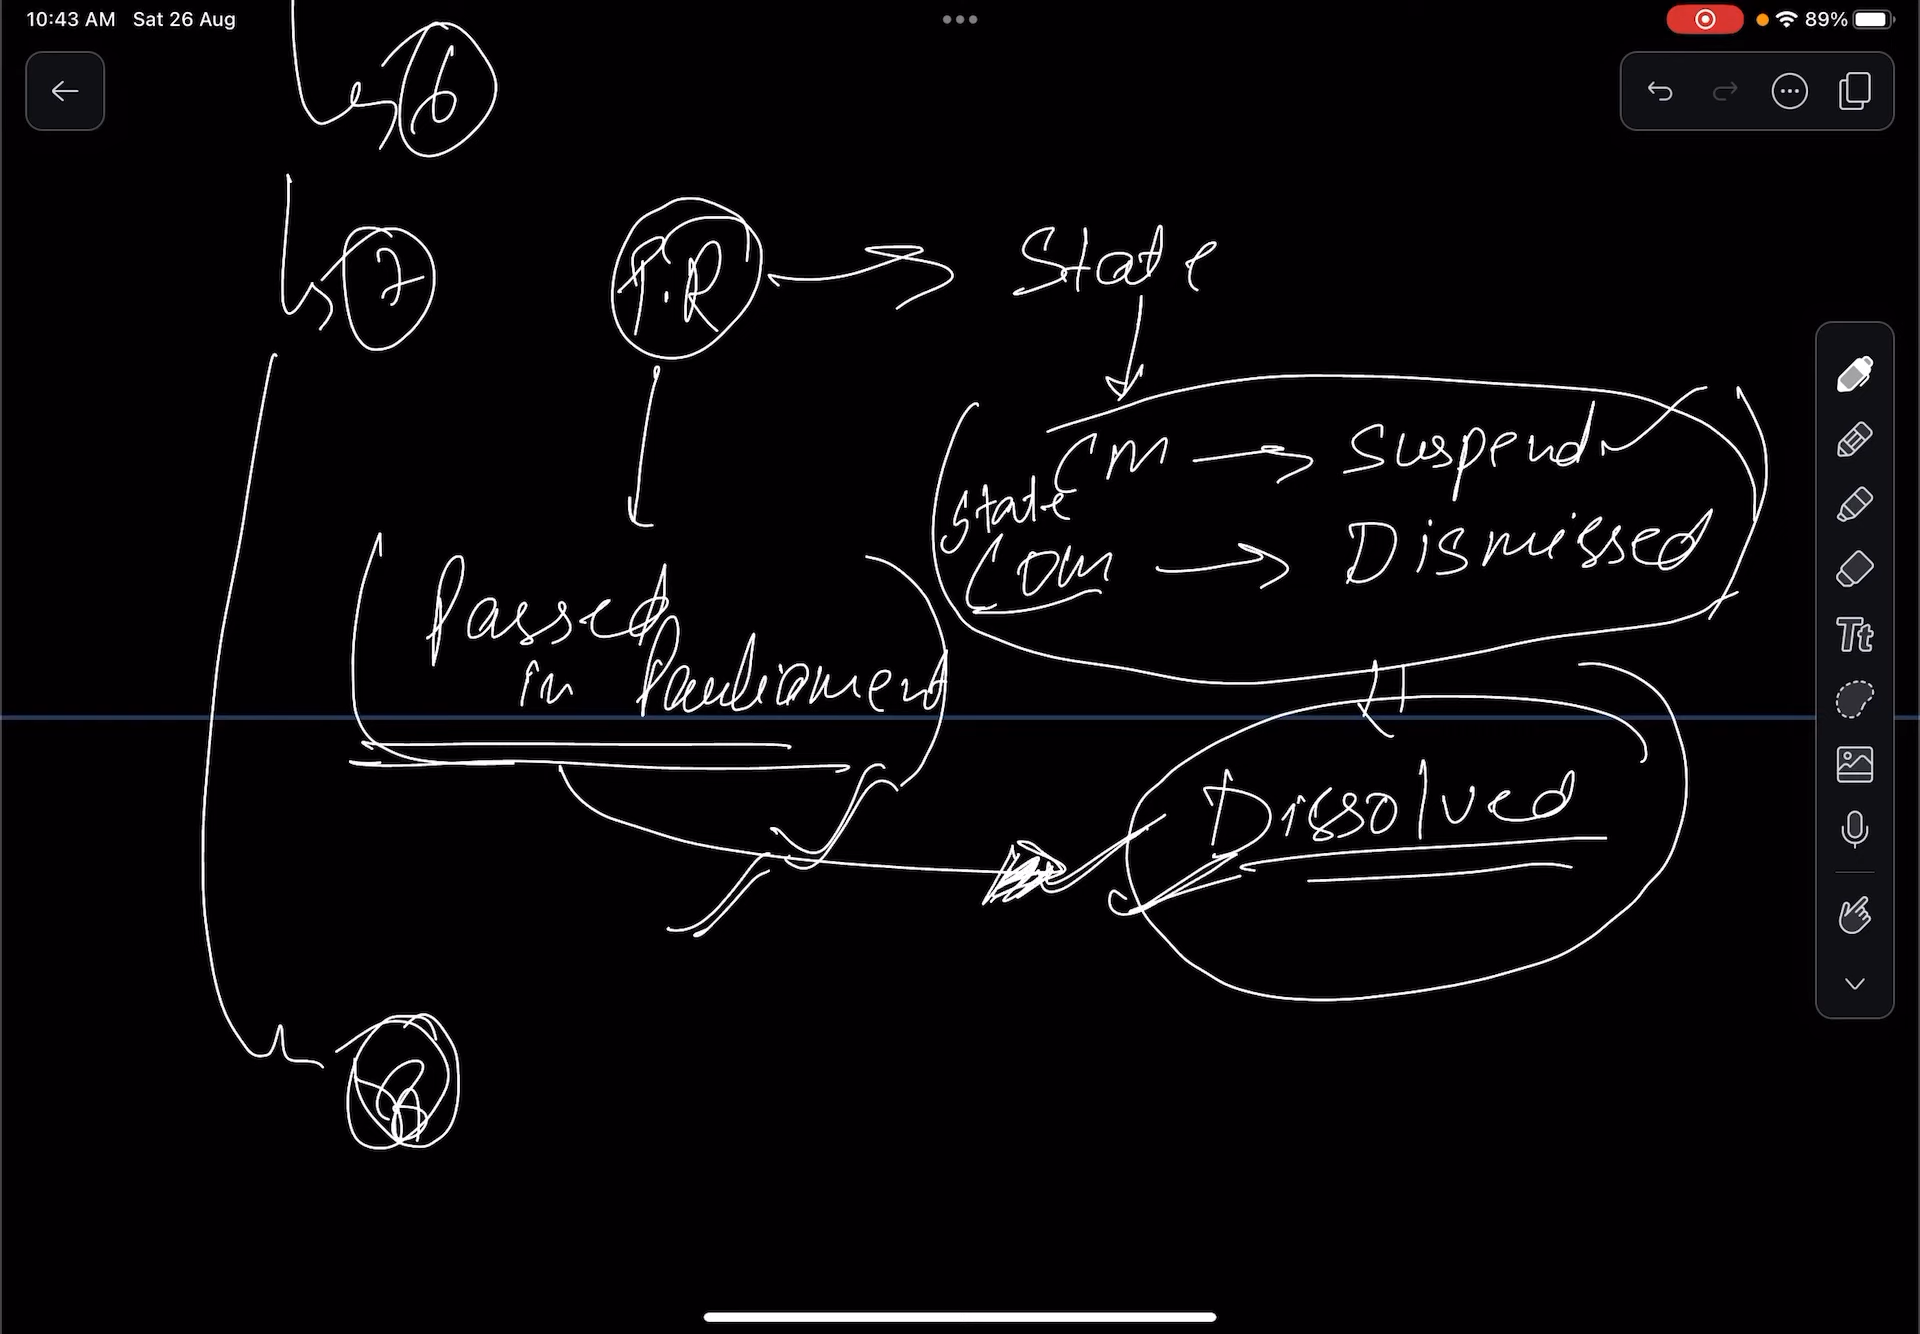 10:43 AM Sat 26 Aug
89%
6
7
P.R
State
CM → Suspend
State
Com → Dismissed
Passed
in Parliament
Dissolved
8
Tt